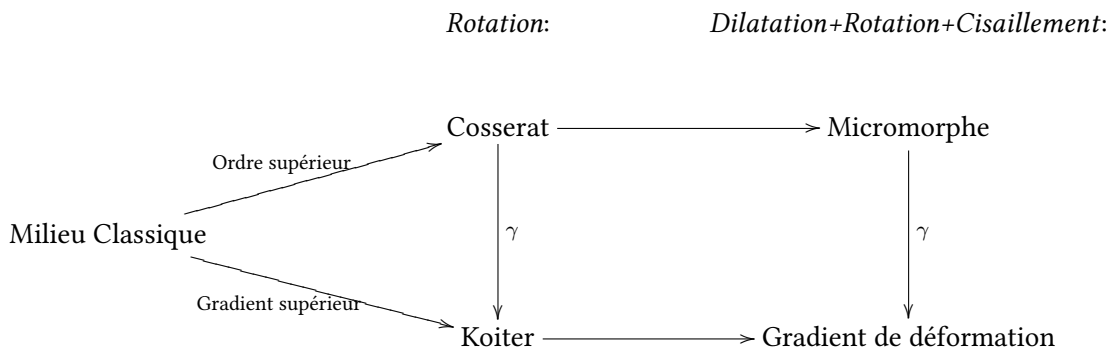 Rotation: Dilatation+Rotation+Cisaillement:
Cosserat Micromorphe
Ordre supérieur
Milieu Classique γ γ
Gradient supérieur
Koiter Gradient de déformation